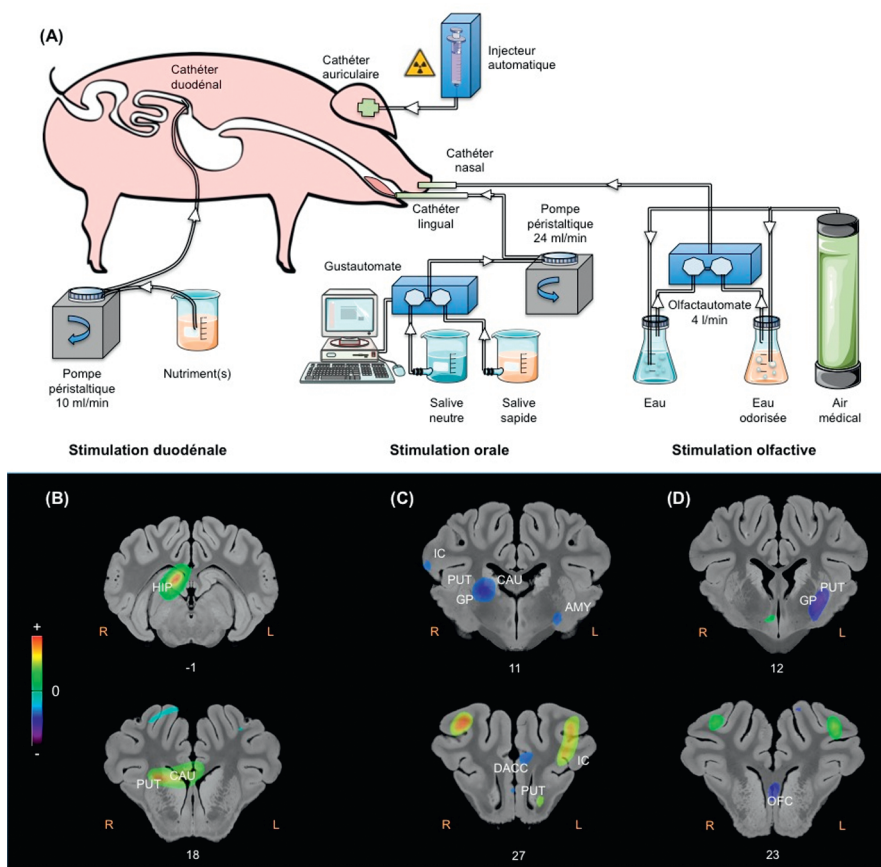 (A)
Cathéter
duodénal
Cathéter
auriculaire
Injecteur
automatique
Cathéter
nasal
Cathéter
lingual
Pompe
péristaltique
24 ml/min
Gustautomate
Olfactautomate
4 l/min
Pompe
péristaltique
10 ml/min
Nutriment(s)
Salive
neutre
Salive
sapide
Eau
Eau
odorisée
Air
médical
Stimulation duodénale
Stimulation orale
Stimulation olfactive
(B)
HIP
R
L
-1
(C)
IC
PUT
CAU
GP
AMY
R
L
11
(D)
PUT
GP
R
L
12
+
0
-
PUT
CAU
R
L
18
DACC
IC
PUT
R
L
27
OFC
R
L
23